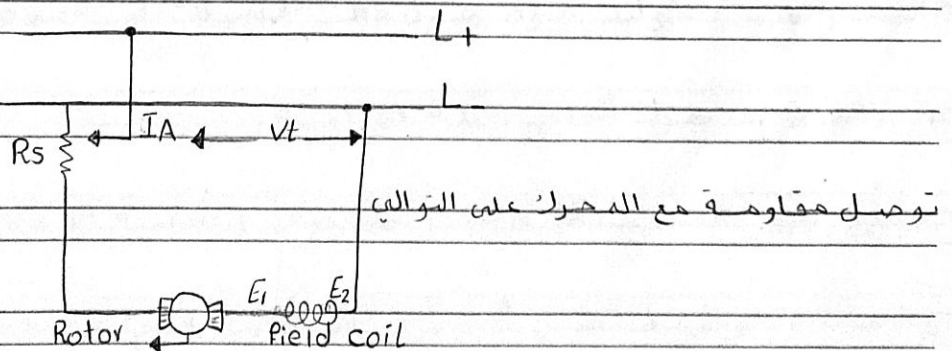 L+
L-
Rs
IA
Vt
توصل مقاومة مع المحرك على التوالي
E1
E2
Rotor
Field coil